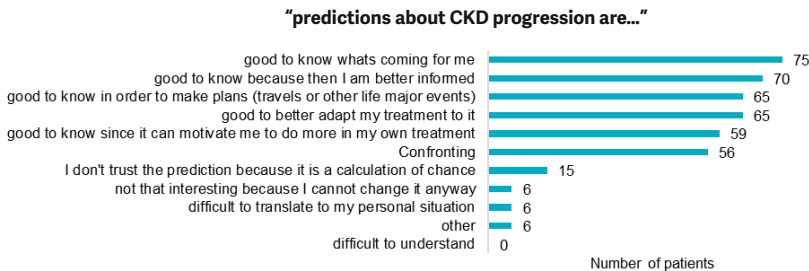 “predictions about CKD progression are...”
good to know whats coming for me 75
good to know because then I am better informed 70
good to know in order to make plans (travels or other life major events) 65
good to better adapt my treatment to it 65
good to know since it can motivate me to do more in my own treatment 59
Confronting 56
I don't trust the prediction because it is a calculation of chance 15
not that interesting because I cannot change it anyway 6
difficult to translate to my personal situation 6
other 6
difficult to understand 0
Number of patients